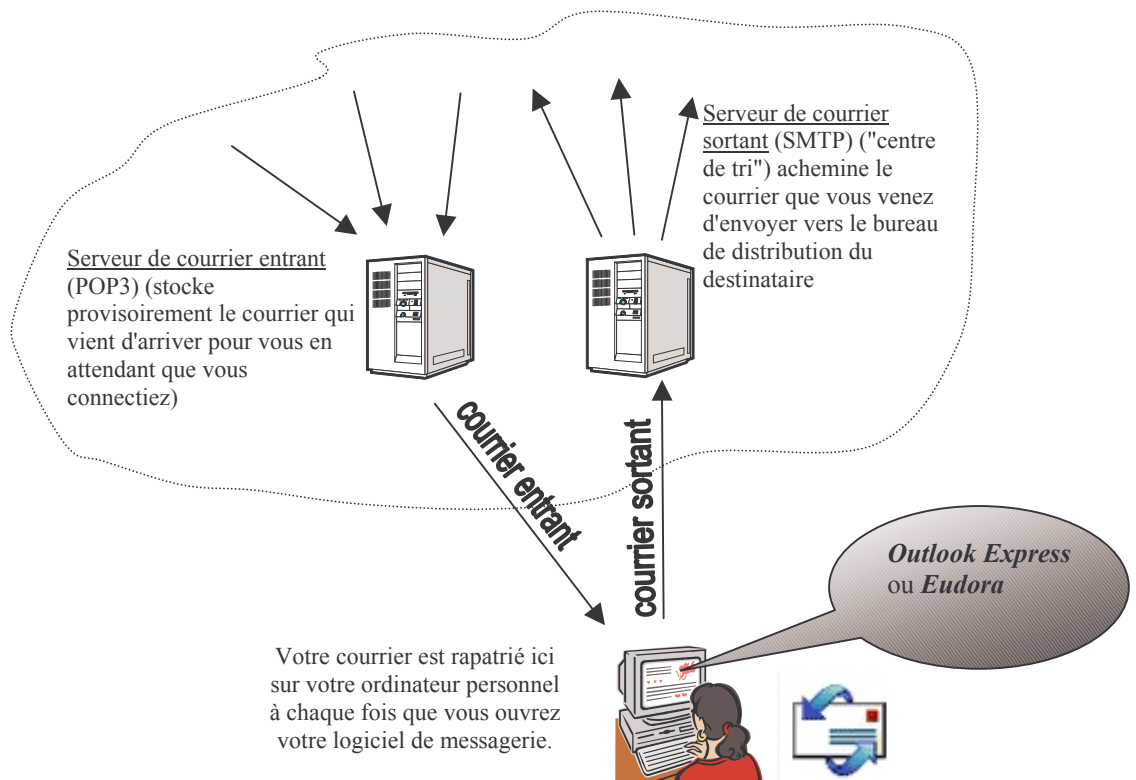 Serveur de courrier
sortant (SMTP) ("centre
de tri") achemine le
courrier que vous venez
d'envoyer vers le bureau
de distribution du
destinataire
Serveur de courrier entrant
(POP3) (stocke
provisoirement le courrier qui
vient d'arriver pour vous en
attendant que vous
connectiez)
courrier entrant
courrier sortant
Outlook Express
ou Eudora
Votre courrier est rapatrié ici
sur votre ordinateur personnel
à chaque fois que vous ouvrez
votre logiciel de messagerie.